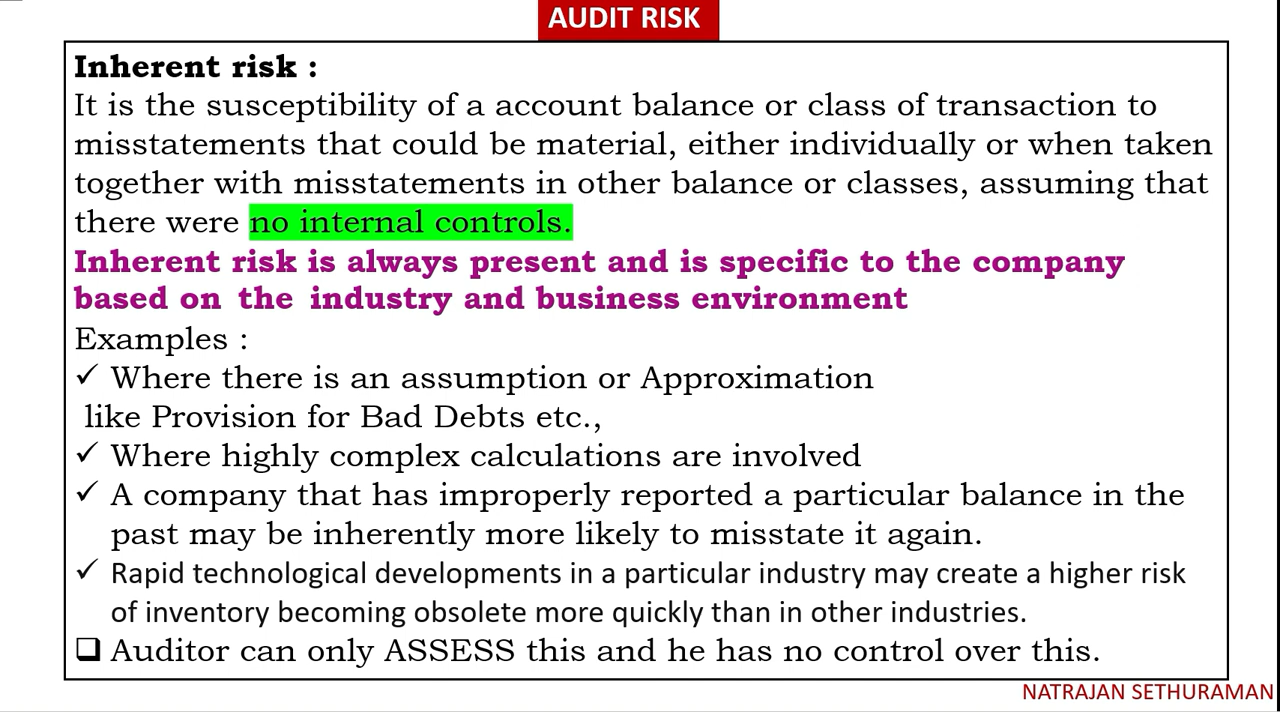 AUDIT RISK
Inherent risk :
It is the susceptibility of a account balance or class of transaction to
misstatements that could be material, either individually or when taken
together with misstatements in other balance or classes, assuming that
there were no internal controls.
Inherent risk is always present and is specific to the company
based on the industry and business environment
Examples :
✓ Where there is an assumption or Approximation
like Provision for Bad Debts etc.,
✓ Where highly complex calculations are involved
✓ A company that has improperly reported a particular balance in the
past may be inherently more likely to misstate it again.
✓ Rapid technological developments in a particular industry may create a higher risk
of inventory becoming obsolete more quickly than in other industries.
❑ Auditor can only ASSESS this and he has no control over this.
NATRAJAN SETHURAMAN